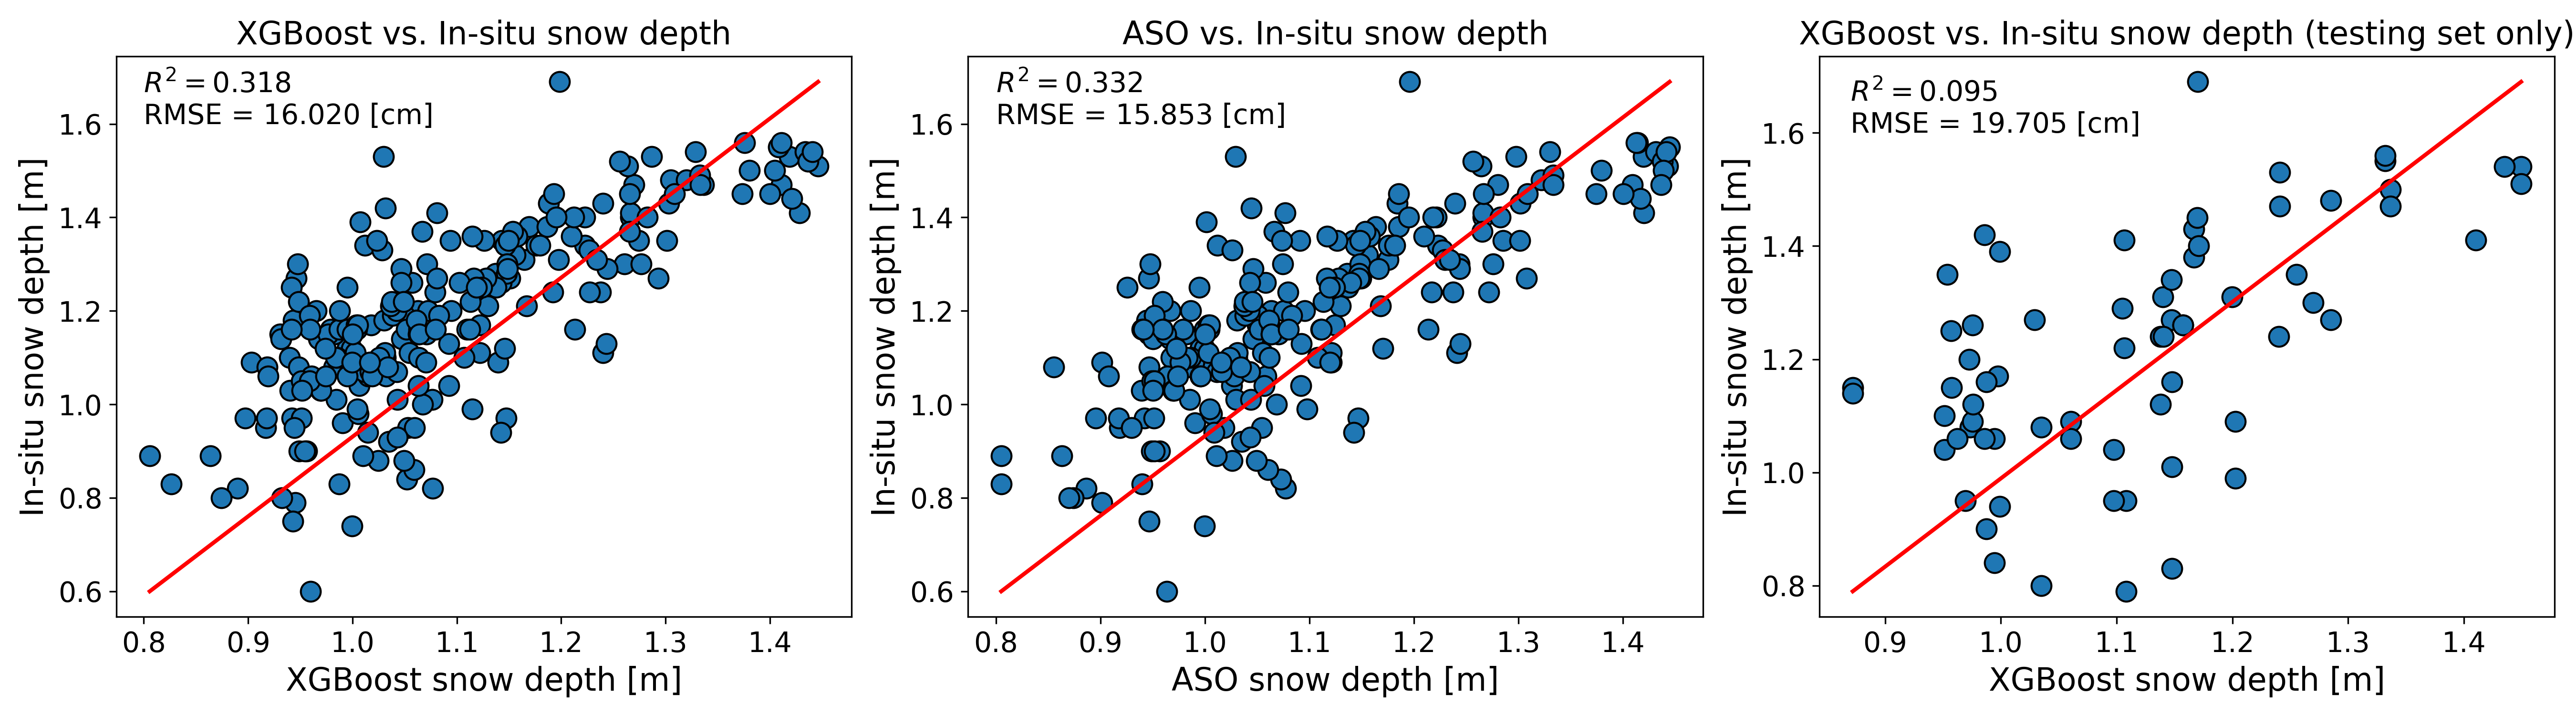 XGBoost vs. In-situ snow depth
R² = 0.318
RMSE = 16.020 [cm]
In-situ snow depth [m]
1.6
1.4
1.2
1.0
0.8
0.6
0.8 0.9 1.0 1.1 1.2 1.3 1.4
XGBoost snow depth [m]
ASO vs. In-situ snow depth
R² = 0.332
RMSE = 15.853 [cm]
In-situ snow depth [m]
1.6
1.4
1.2
1.0
0.8
0.6
0.8 0.9 1.0 1.1 1.2 1.3 1.4
ASO snow depth [m]
XGBoost vs. In-situ snow depth (testing set only)
R² = 0.095
RMSE = 19.705 [cm]
In-situ snow depth [m]
1.6
1.4
1.2
1.0
0.8
0.9 1.0 1.1 1.2 1.3 1.4
XGBoost snow depth [m]